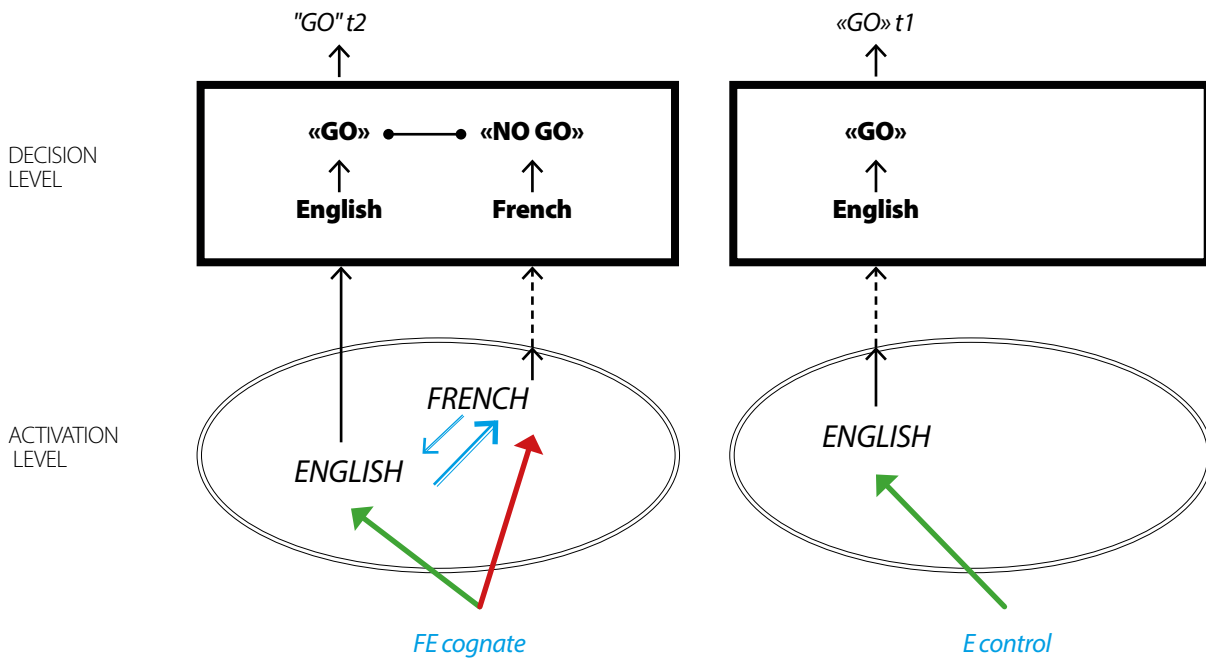 "GO" t2
«GO» t1
DECISION
LEVEL
«GO»
«NO GO»
English
French
«GO»
English
ACTIVATION
LEVEL
FRENCH
ENGLISH
ENGLISH
FE cognate
E control